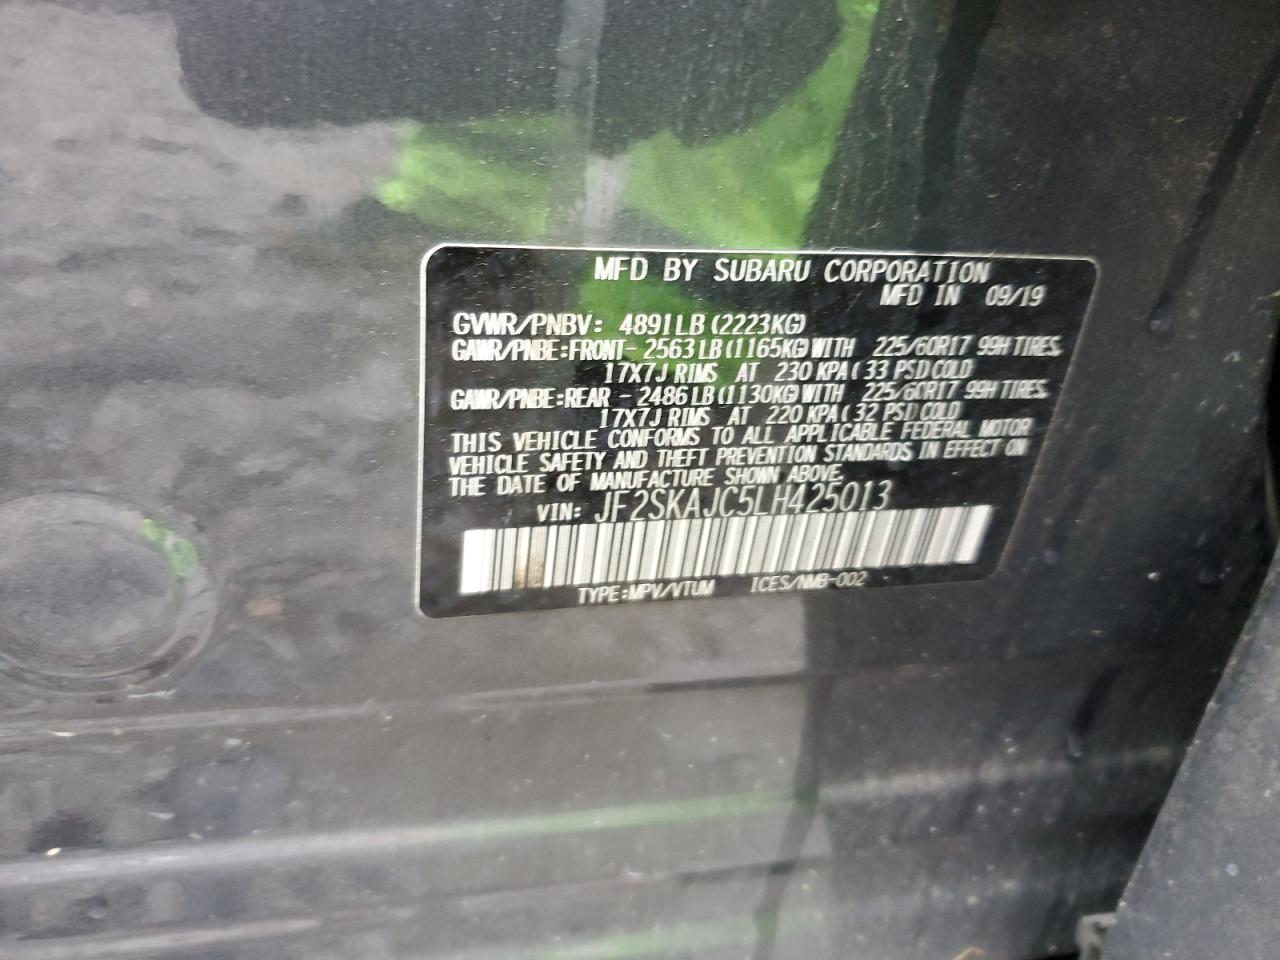 MFD BY SUBARU CORPORATION
MFD IN 09/19
GVWR/PNBV: 4891LB(2223KG)
GAWR/PNBE:FRONT- 2563LB(1165KG)WITH 225/60R17 99H TIRES,
17X7J RIMS AT 230 KPA( 33 PSI)COLD
GAWR/PNBE:REAR - 2486LB(1130KG)WITH 225/60R17 99H TIRES,
17X7J RIMS AT 220 KPA( 32 PSI)COLD
THIS VEHICLE CONFORMS TO ALL APPLICABLE FEDERAL MOTOR
VEHICLE SAFETY AND THEFT PREVENTION STANDARDS IN EFFECT ON
THE DATE OF MANUFACTURE SHOWN ABOVE.
VIN: JF2SKAJC5LH425013
TYPE:MPV/VTUM ICES/NMB-002